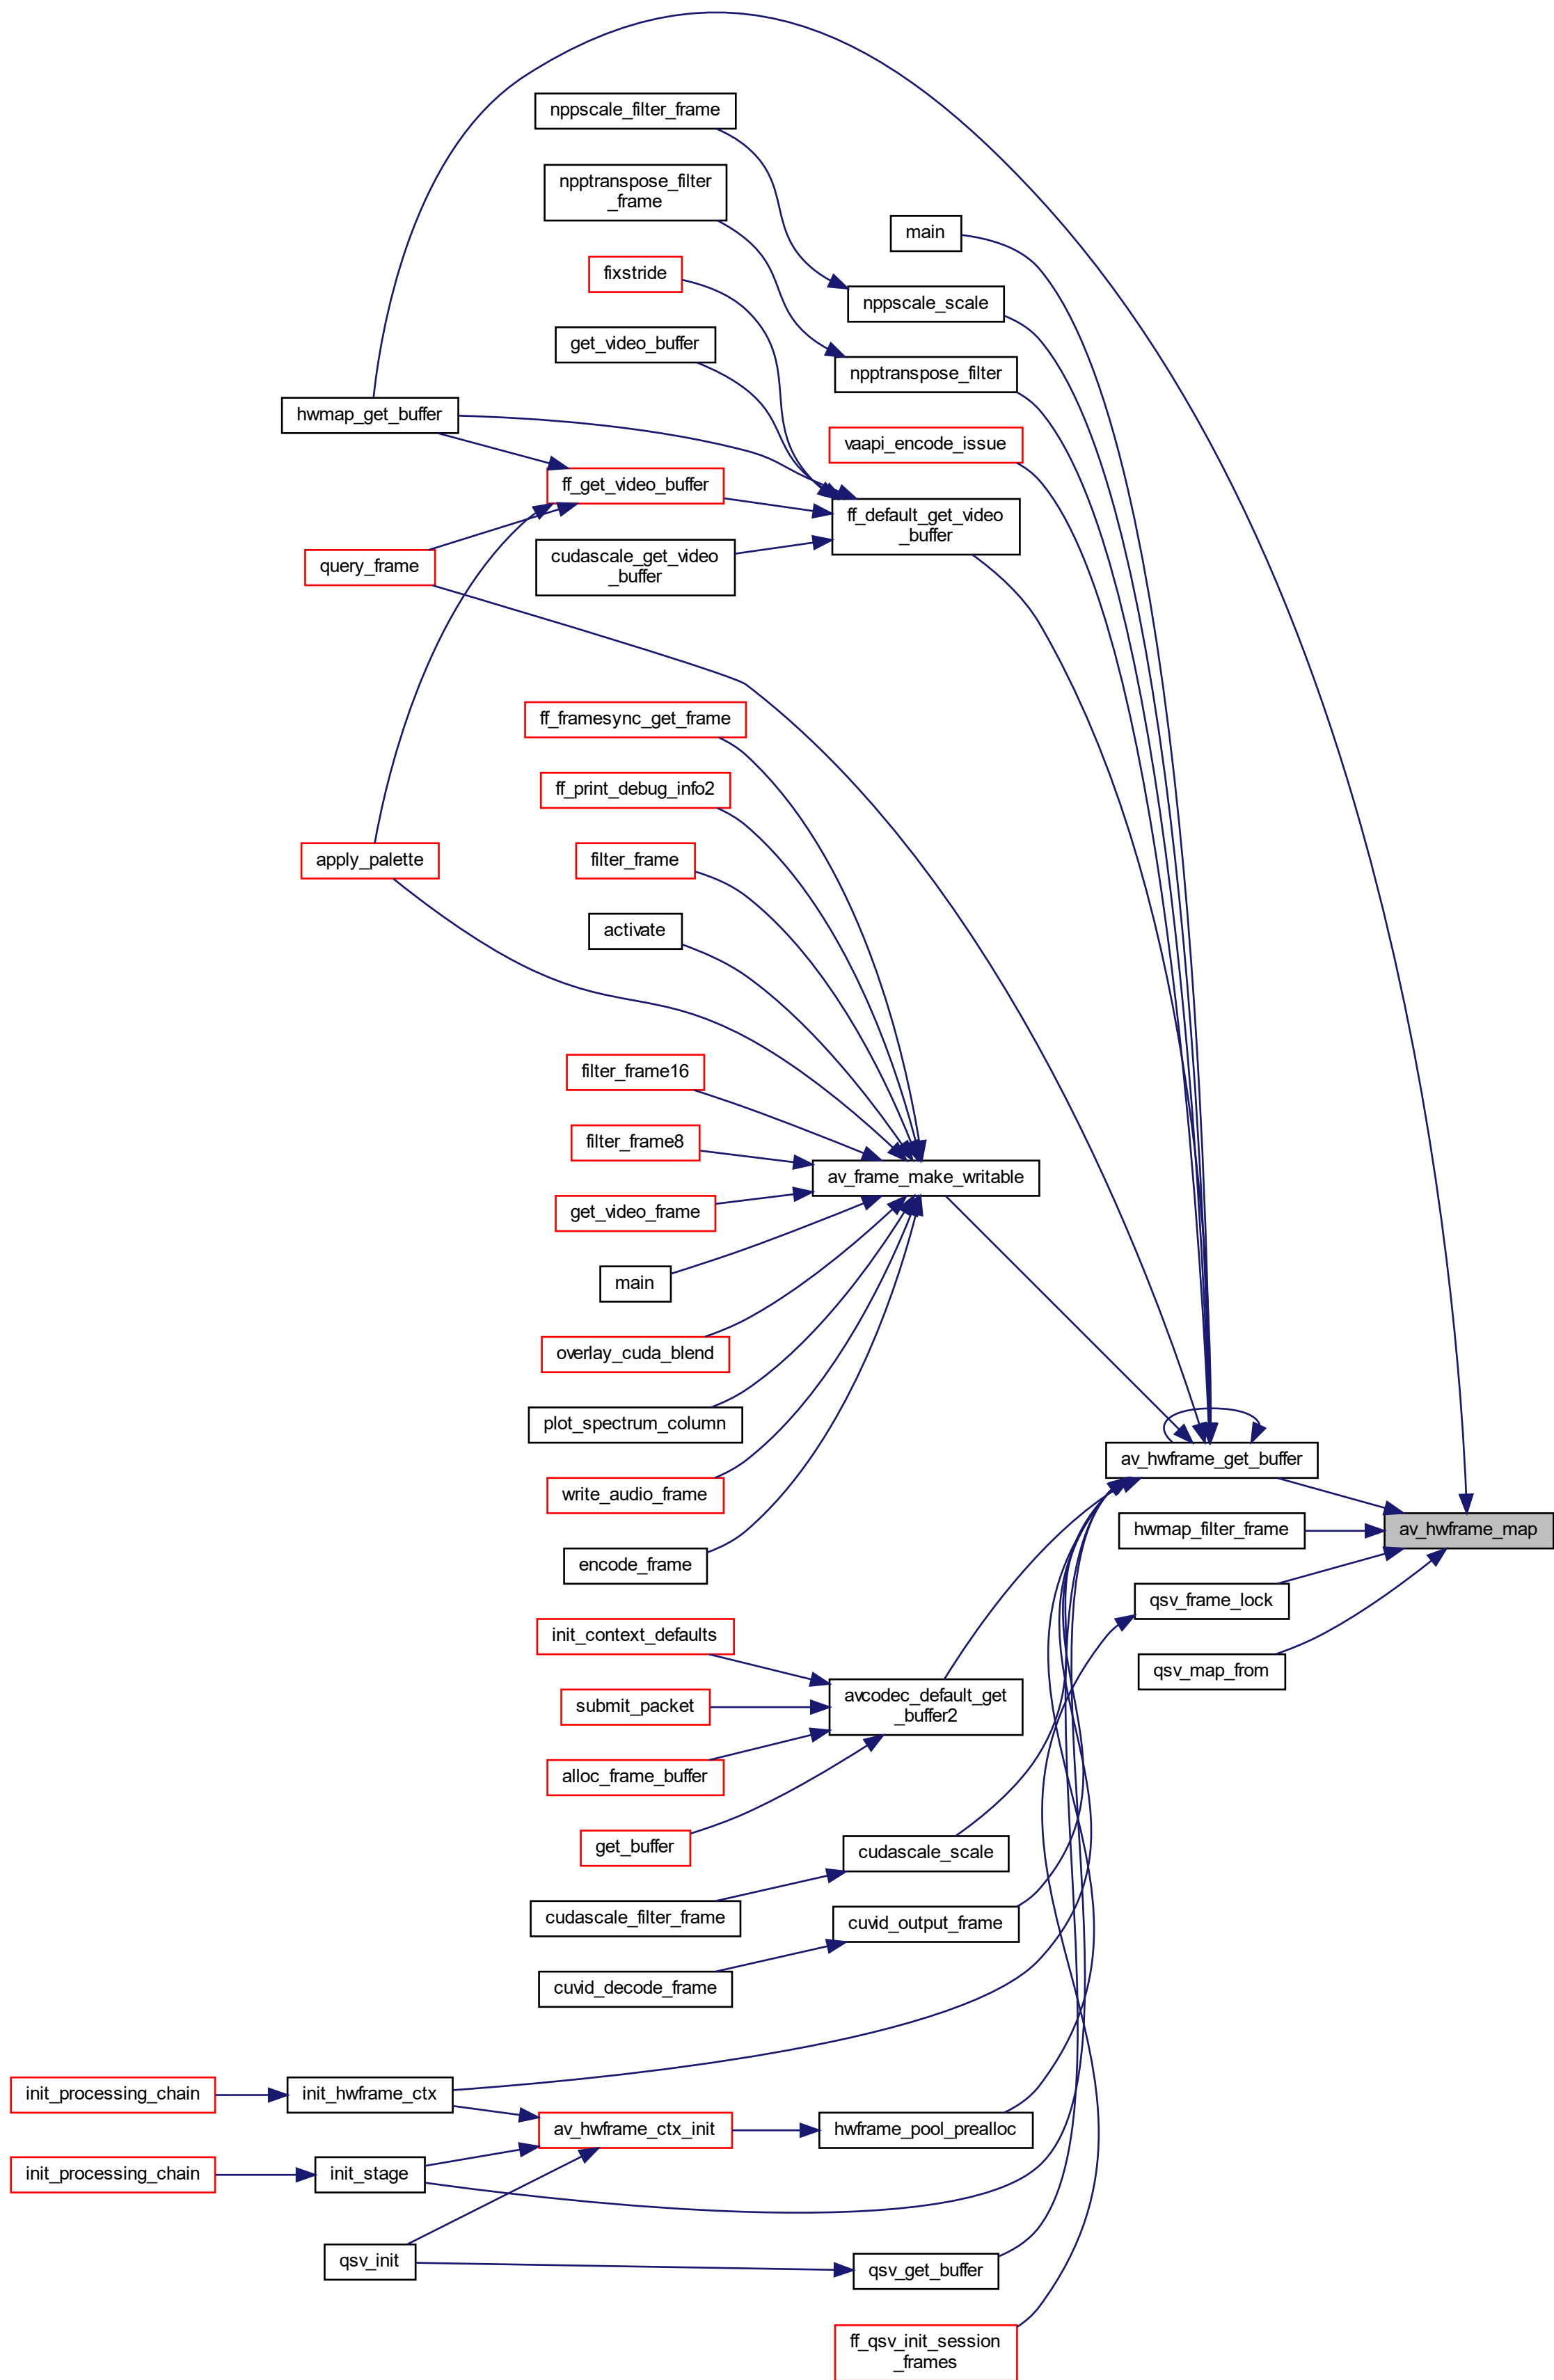 nppscale_filter_frame
npptranspose_filter
_frame
main
fixstride
nppscale_scale
get_video_buffer
npptranspose_filter
hwmap_get_buffer
vaapi_encode_issue
ff_get_video_buffer
ff_default_get_video
_buffer
query_frame
cudascale_get_video
_buffer
ff_framesync_get_frame
ff_print_debug_info2
apply_palette
filter_frame
activate
filter_frame16
filter_frame8
av_frame_make_writable
get_video_frame
main
overlay_cuda_blend
plot_spectrum_column
av_hwframe_get_buffer
write_audio_frame
hwmap_filter_frame
av_hwframe_map
encode_frame
qsv_frame_lock
init_context_defaults
qsv_map_from
submit_packet
avcodec_default_get
_buffer2
alloc_frame_buffer
get_buffer
cudascale_scale
cudascale_filter_frame
cuvid_output_frame
cuvid_decode_frame
init_processing_chain
init_hwframe_ctx
av_hwframe_ctx_init
hwframe_pool_prealloc
init_processing_chain
init_stage
qsv_init
qsv_get_buffer
ff_qsv_init_session
_frames